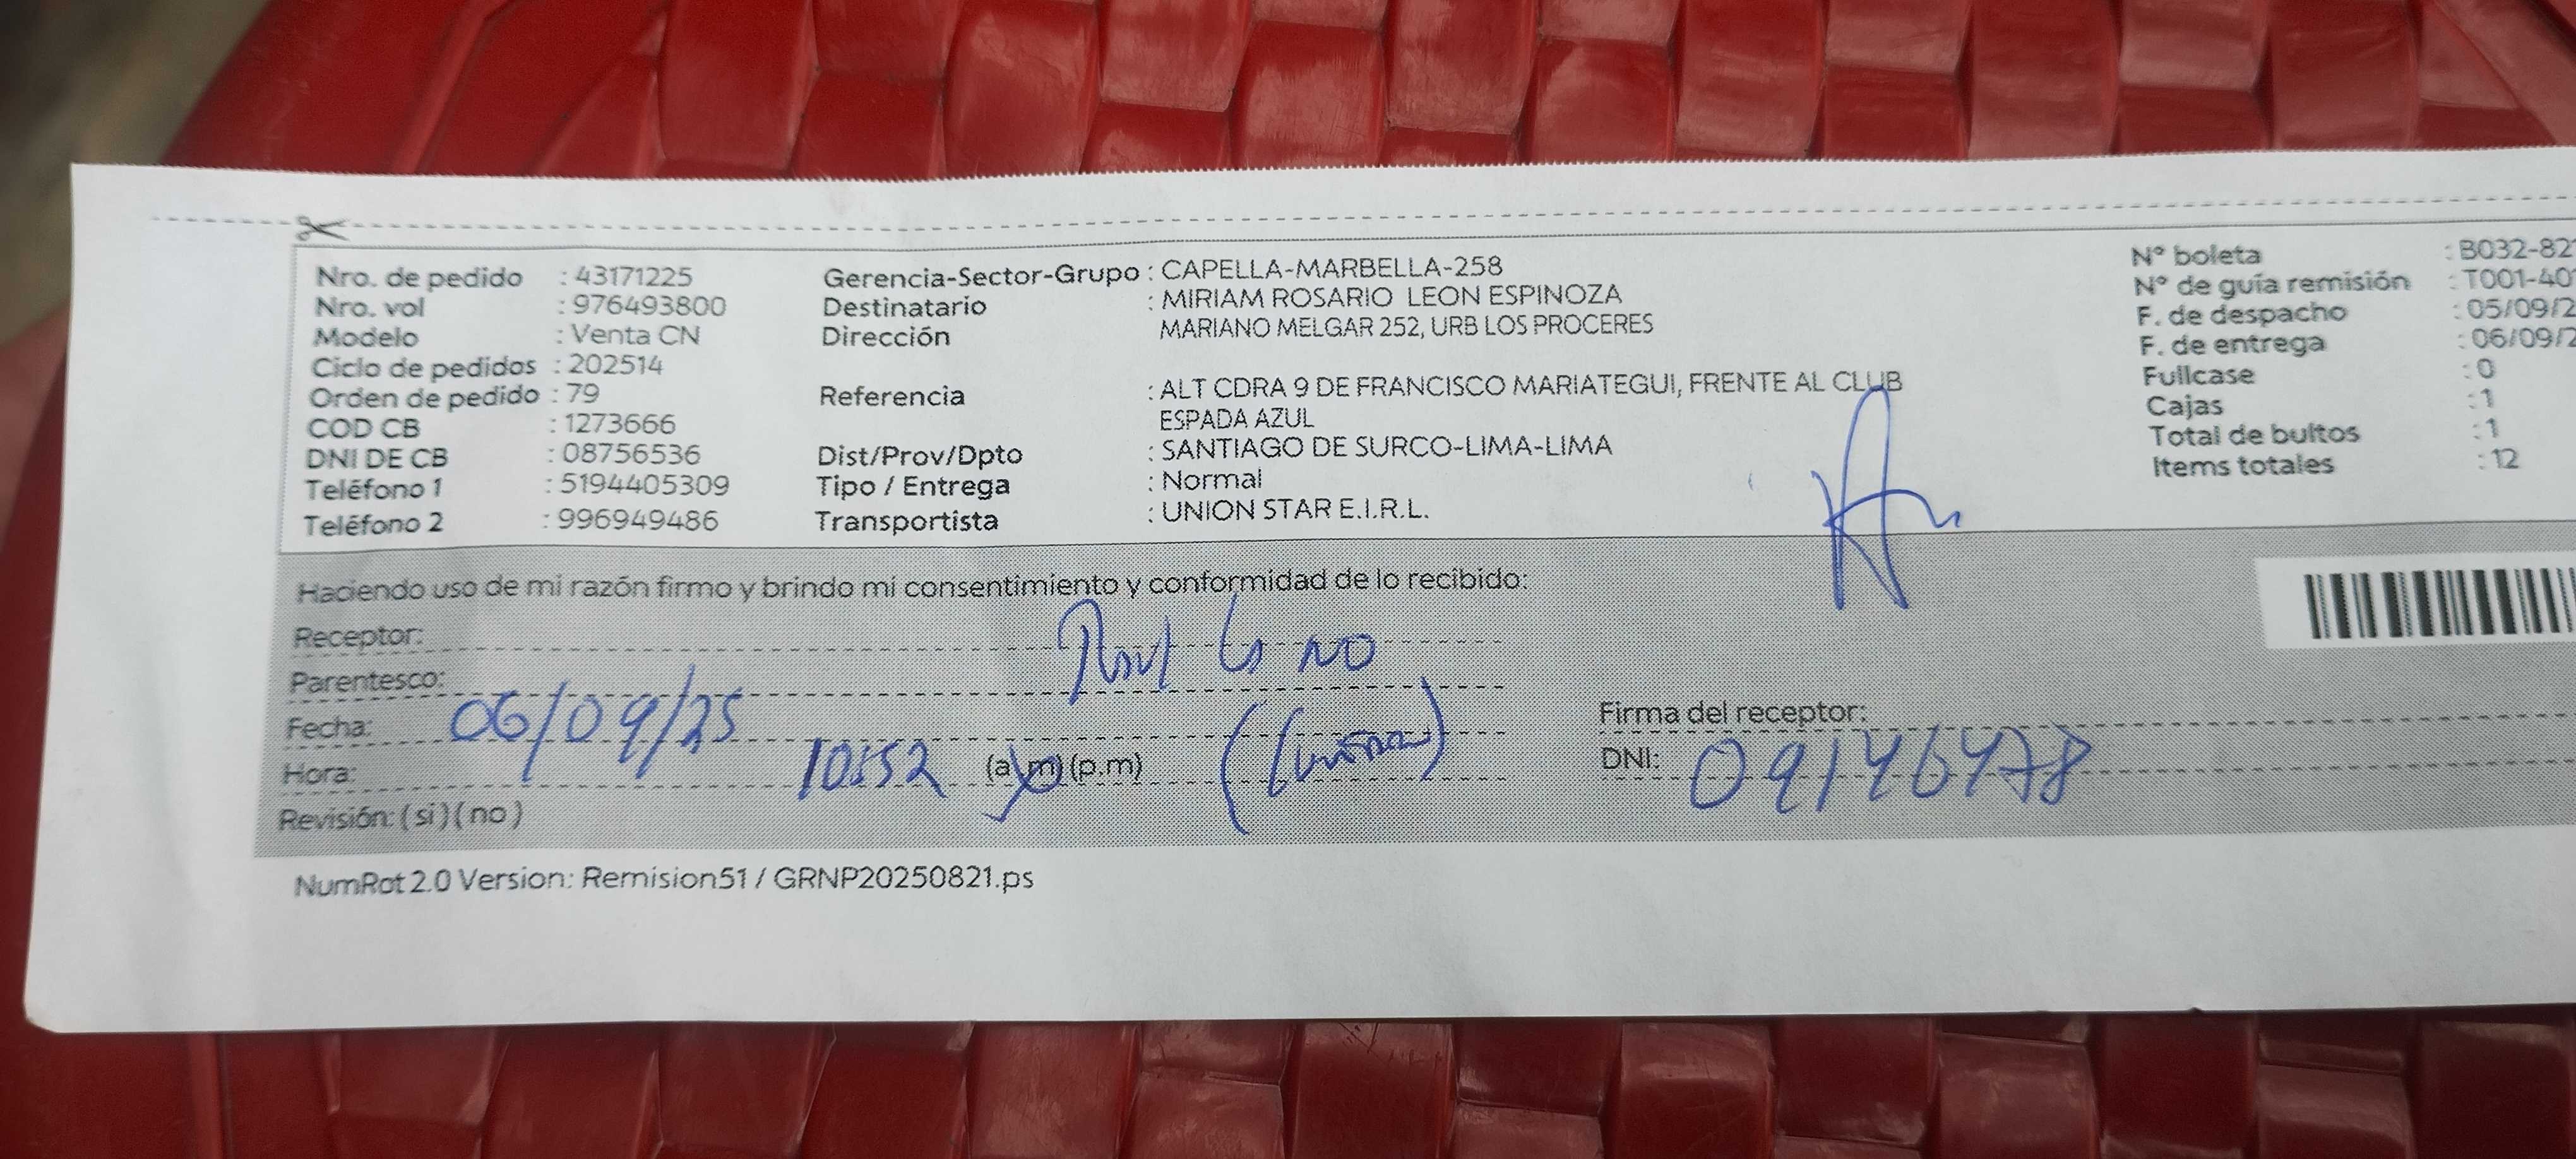 Nro. de pedido : 43171225
Nro. vol : 976493800
Modelo : Venta CN
Ciclo de pedidos : 202514
Orden de pedido : 79
COD CB : 1273666
DNI DE CB : 08756536
Teléfono 1 : 5194405309
Teléfono 2 : 996949486
Gerencia-Sector-Grupo : CAPELLA-MARBELLA-258
Destinatario : MIRIAM ROSARIO LEON ESPINOZA
Dirección MARIANO MELGAR 252, URB LOS PROCERES
Referencia : ALT CDRA 9 DE FRANCISCO MARIATEGUI, FRENTE AL CLUB
ESPADA AZUL
Dist/Prov/Dpto : SANTIAGO DE SURCO-LIMA-LIMA
Tipo / Entrega : Normal
Transportista : UNION STAR E.I.R.L.
N° boleta : B032-82
N° de guía remisión : T001-40
F. de despacho : 05/09/2
F. de entrega : 06/09/2
Fullcase : 0
Cajas : 1
Total de bultos : 1
Items totales : 12
Haciendo uso de mi razón firmo y brindo mi consentimiento y conformidad de lo recibido:
Receptor:
Parentesco:
Fecha: 06/09/25
Hora: 10:52 (a.m) (p.m)
Revisión: ( si ) ( no )
Firma del receptor:
DNI: 09146478
NumRot 2.0 Version: Remision51 / GRNP20250821.ps